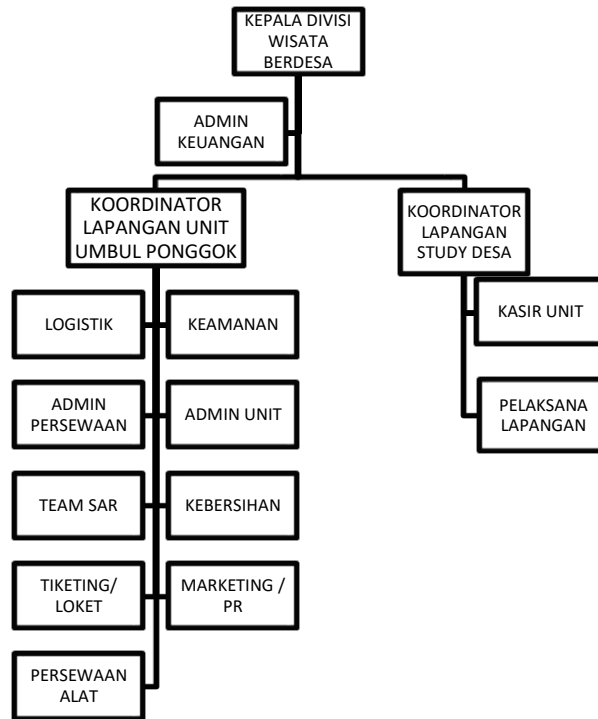 KEPALA DIVISI
WISATA
BERDESA
ADMIN
KEUANGAN
KOORDINATOR
LAPANGAN UNIT
UMBUL PONGGOK
KOORDINATOR
LAPANGAN
STUDY DESA
LOGISTIK
KEAMANAN
KASIR UNIT
ADMIN
PERSEWAAN
ADMIN UNIT
PELAKSANA
LAPANGAN
TEAM SAR
KEBERSIHAN
TIKETING/
LOKET
MARKETING /
PR
PERSEWAAN
ALAT